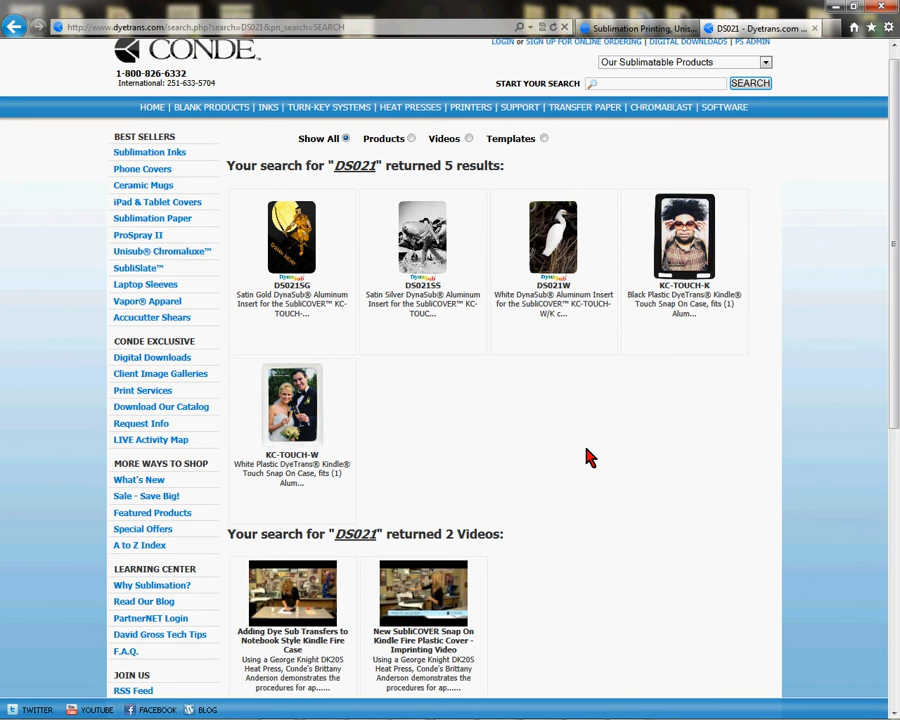 http://www.dyetrans.com/search.php?search=DS021&pn_search=SEARCH
Sublimation Printing, Unis...
DS021 - Dyetrans.com ...
CONDE™
LOGIN or SIGN UP FOR ONLINE ORDERING | DIGITAL DOWNLOADS | PS ADMIN
1-800-826-6332
International: 251-633-5704
Our Sublimatable Products
START YOUR SEARCH
SEARCH
HOME | BLANK PRODUCTS | INKS | TURN-KEY SYSTEMS | HEAT PRESSES | PRINTERS | SUPPORT | TRANSFER PAPER | CHROMABLAST | SOFTWARE
BEST SELLERS
Sublimation Inks
Phone Covers
Ceramic Mugs
iPad & Tablet Covers
Sublimation Paper
ProSpray II
Unisub® Chromaluxe™
SubliSlate™
Laptop Sleeves
Vapor® Apparel
Accucutter Shears
CONDE EXCLUSIVE
Digital Downloads
Client Image Galleries
Print Services
Download Our Catalog
Request Info
LIVE Activity Map
MORE WAYS TO SHOP
What's New
Sale - Save Big!
Featured Products
Special Offers
A to Z Index
LEARNING CENTER
Why Sublimation?
Read Our Blog
PartnerNET Login
David Gross Tech Tips
F.A.Q.
JOIN US
RSS Feed
Show All
Products
Videos
Templates
Your search for "DS021" returned 5 results:
DynaSub
DS021SG
Satin Gold DynaSub® Aluminum
Insert for the SubliCOVER™ KC-
TOUCH-...
DynaSub
DS021SS
Satin Silver DynaSub® Aluminum
Insert for the SubliCOVER™ KC-
TOUC...
DynaSub
DS021W
White DynaSub® Aluminum Insert
for the SubliCOVER™ KC-TOUCH-
W/K c...
KC-TOUCH-K
Black Plastic DyeTrans® Kindle®
Touch Snap On Case, fits (1)
Alum...
KC-TOUCH-W
White Plastic DyeTrans® Kindle®
Touch Snap On Case, fits (1)
Alum...
Your search for "DS021" returned 2 Videos:
Adding Dye Sub Transfers to
Notebook Style Kindle Fire
Case
Using a George Knight DK20S
Heat Press, Conde's Brittany
Anderson demonstrates the
procedures for ap......
New SubliCOVER Snap On
Kindle Fire Plastic Cover -
Imprinting Video
Using a George Knight DK20S
Heat Press, Conde's Brittany
Anderson demonstrates the
procedures for ap......
TWITTER
YOUTUBE
FACEBOOK
BLOG